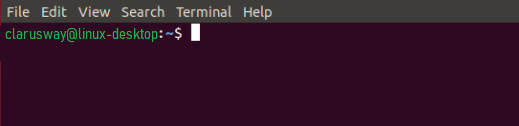 File Edit View Search Terminal Help
clarusway@linux-desktop:~$